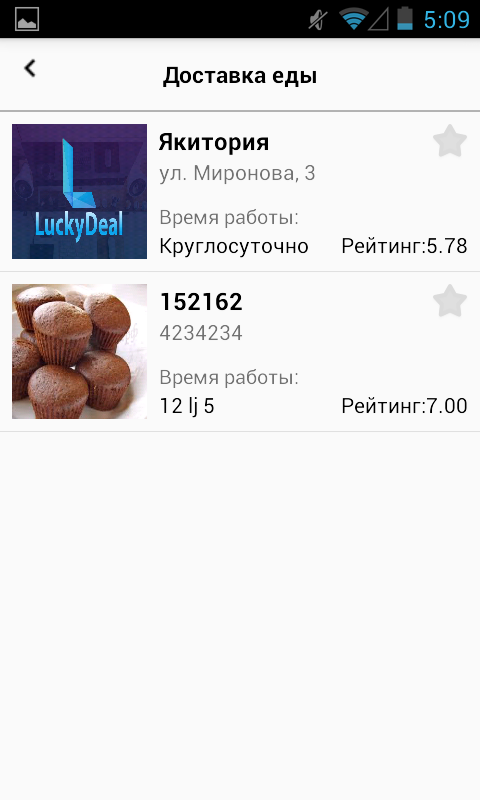 5:09
Доставка еды
Якитория
ул. Миронова, 3
Время работы:
Круглосуточно Рейтинг:5.78
LuckyDeal
152162
4234234
Время работы:
12 lj 5 Рейтинг:7.00